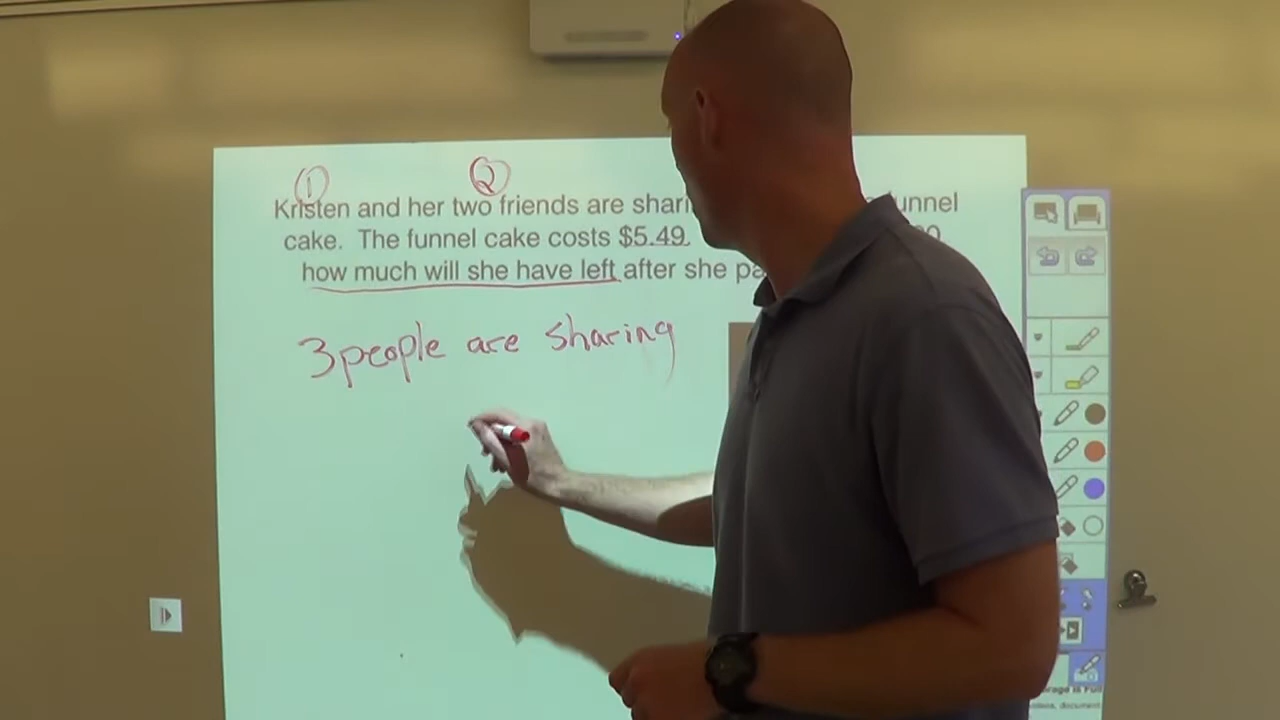 1 2
Kristen and her two friends are shari unnel
cake. The funnel cake costs $5.49.
how much will she have left after she pa
3 people are sharing